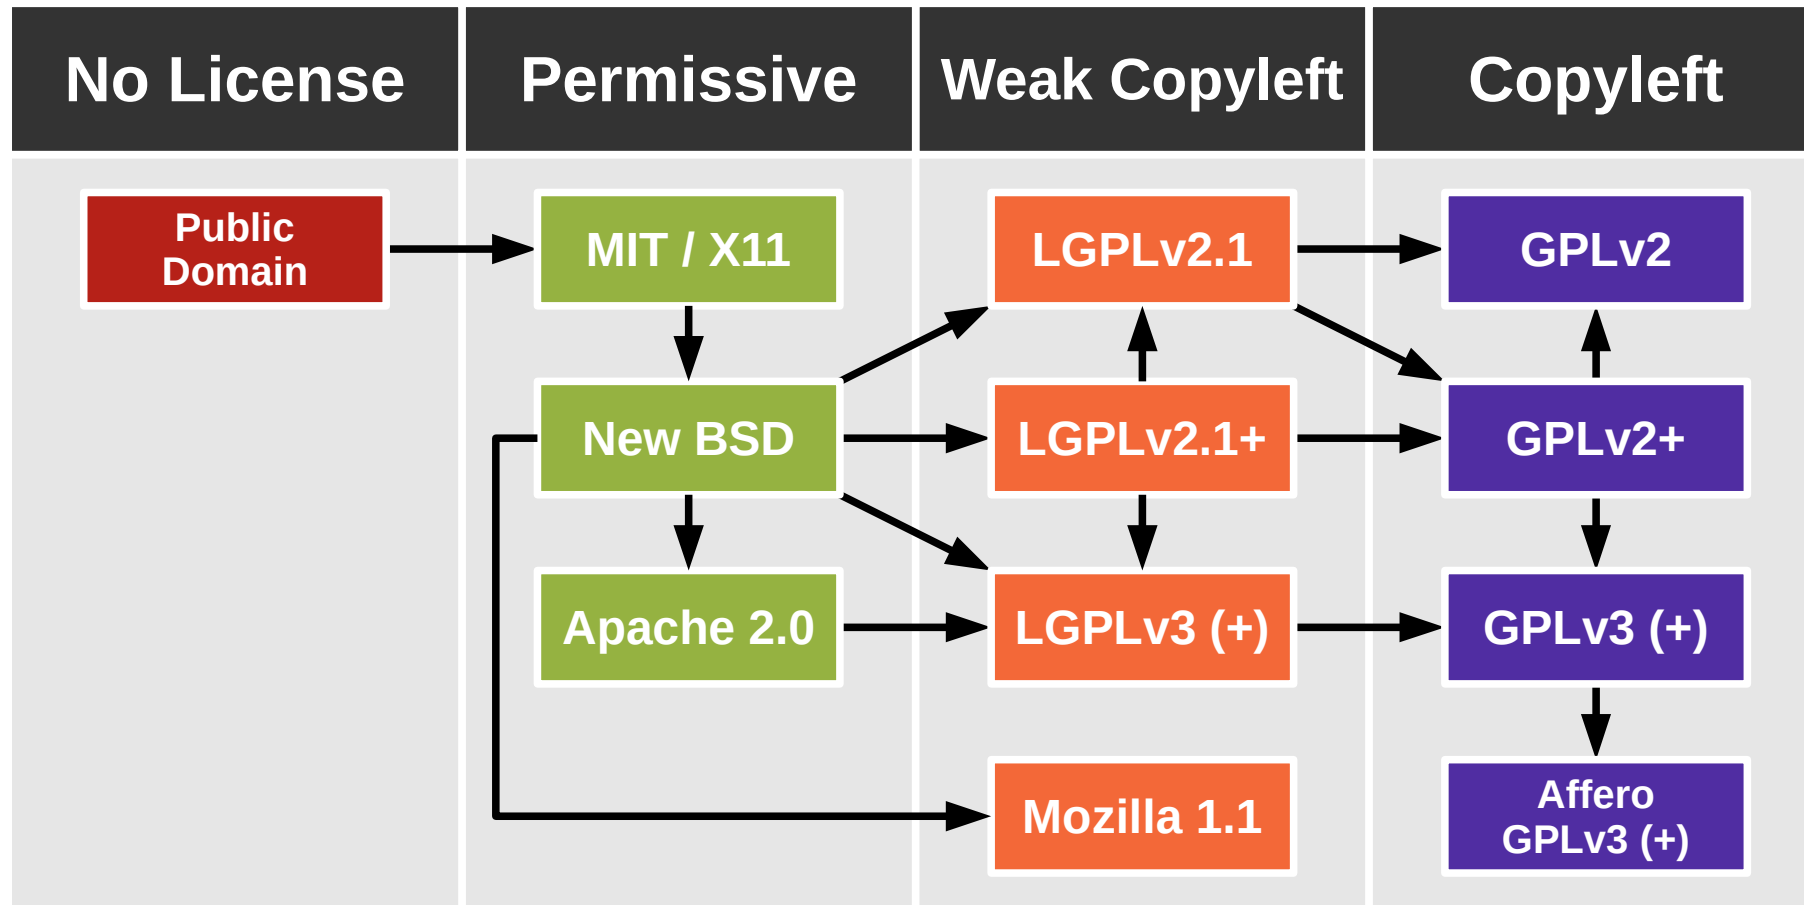 No License
Permissive
Weak Copyleft
Copyleft
Public
Domain
MIT / X11
LGPLv2.1
GPLv2
New BSD
LGPLv2.1+
GPLv2+
Apache 2.0
LGPLv3 (+)
GPLv3 (+)
Mozilla 1.1
Affero
GPLv3 (+)